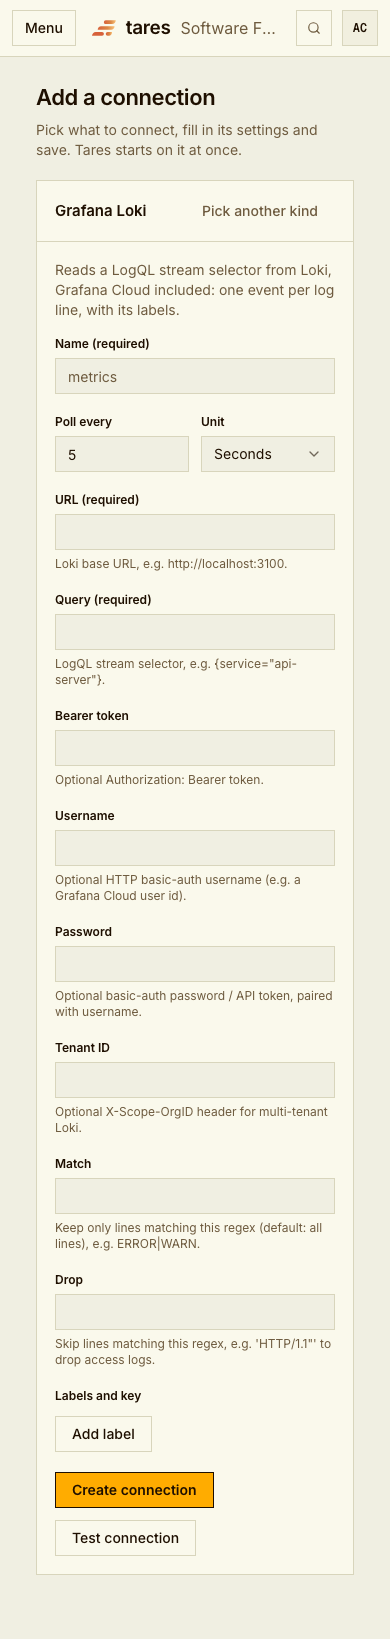 Menu
tares Software F...
AC
Add a connection
Pick what to connect, fill in its settings and
save. Tares starts on it at once.
Grafana Loki
Pick another kind
Reads a LogQL stream selector from Loki,
Grafana Cloud included: one event per log
line, with its labels.
Name (required)
metrics
Poll every
Unit
5
Seconds
URL (required)
Loki base URL, e.g. http://localhost:3100.
Query (required)
LogQL stream selector, e.g. {service="api-
server"}.
Bearer token
Optional Authorization: Bearer token.
Username
Optional HTTP basic-auth username (e.g. a
Grafana Cloud user id).
Password
Optional basic-auth password / API token, paired
with username.
Tenant ID
Optional X-Scope-OrgID header for multi-tenant
Loki.
Match
Keep only lines matching this regex (default: all
lines), e.g. ERROR|WARN.
Drop
Skip lines matching this regex, e.g. 'HTTP/1.1"' to
drop access logs.
Labels and key
Add label
Create connection
Test connection